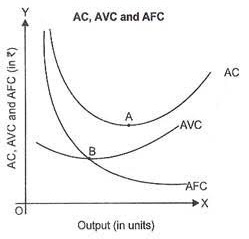 Y
AC, AVC and AFC
AC, AVC and AFC (in ₹)
AC
A
AVC
B
AFC
O
X
Output (in units)